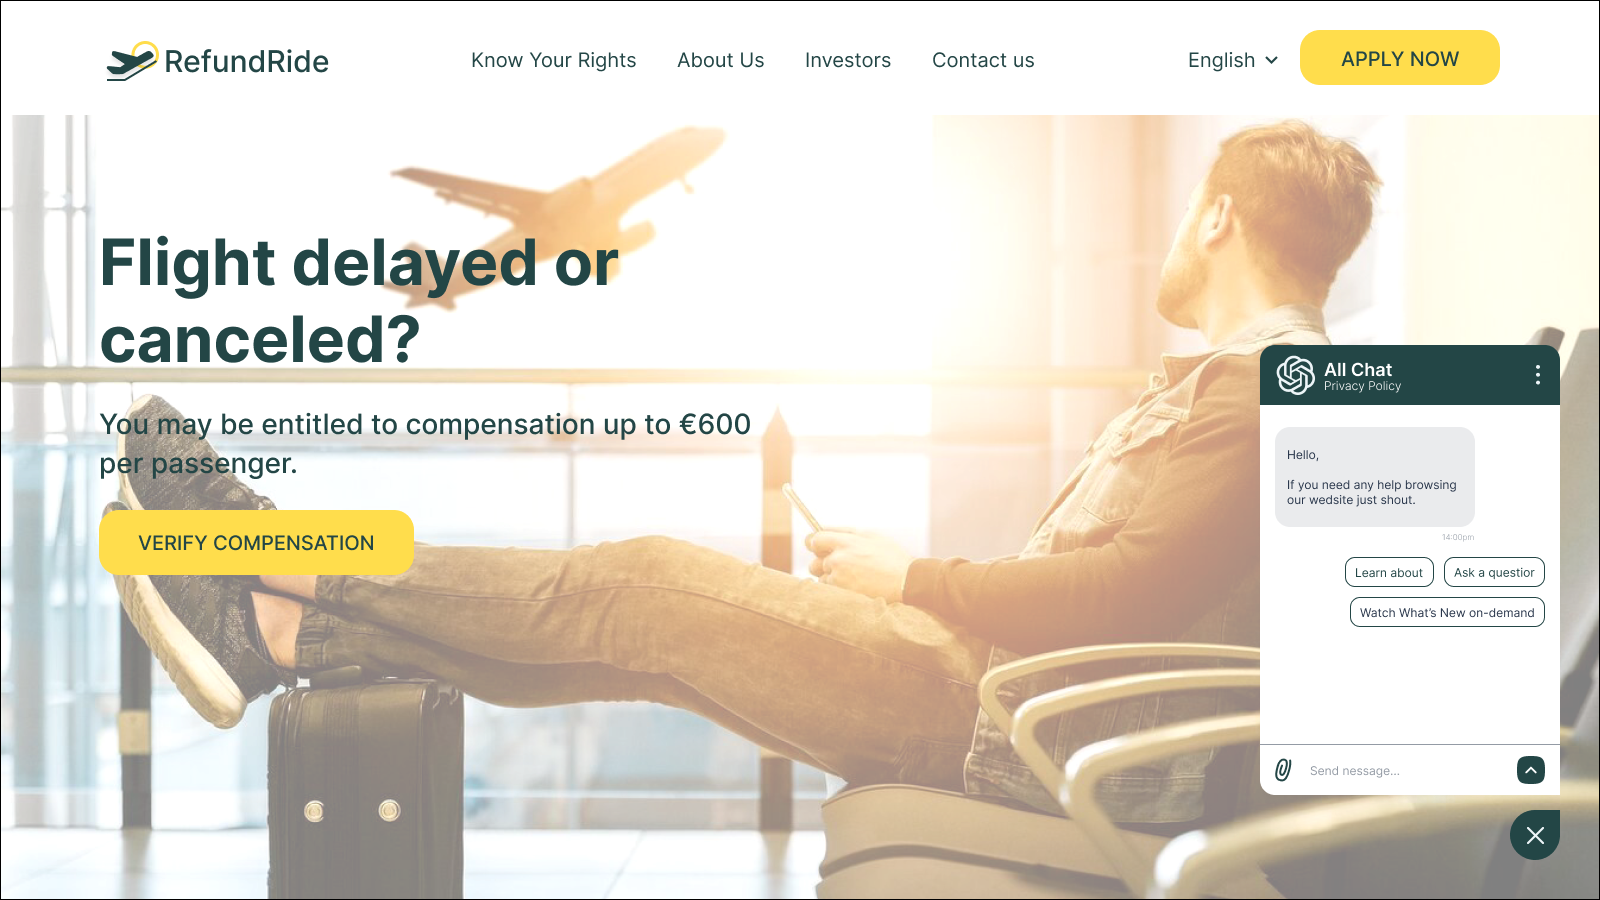 RefundRide
Know Your Rights
About Us
Investors
Contact us
English
APPLY NOW
Flight delayed or
canceled?
You may be entitled to compensation up to €600
per passenger.
VERIFY COMPENSATION
All Chat
Privacy Policy
Hello,
If you need any help browsing
our wedsite just shout.
14:00pm
Learn about
Ask a questior
Watch What's New on-demand
Send nessage...